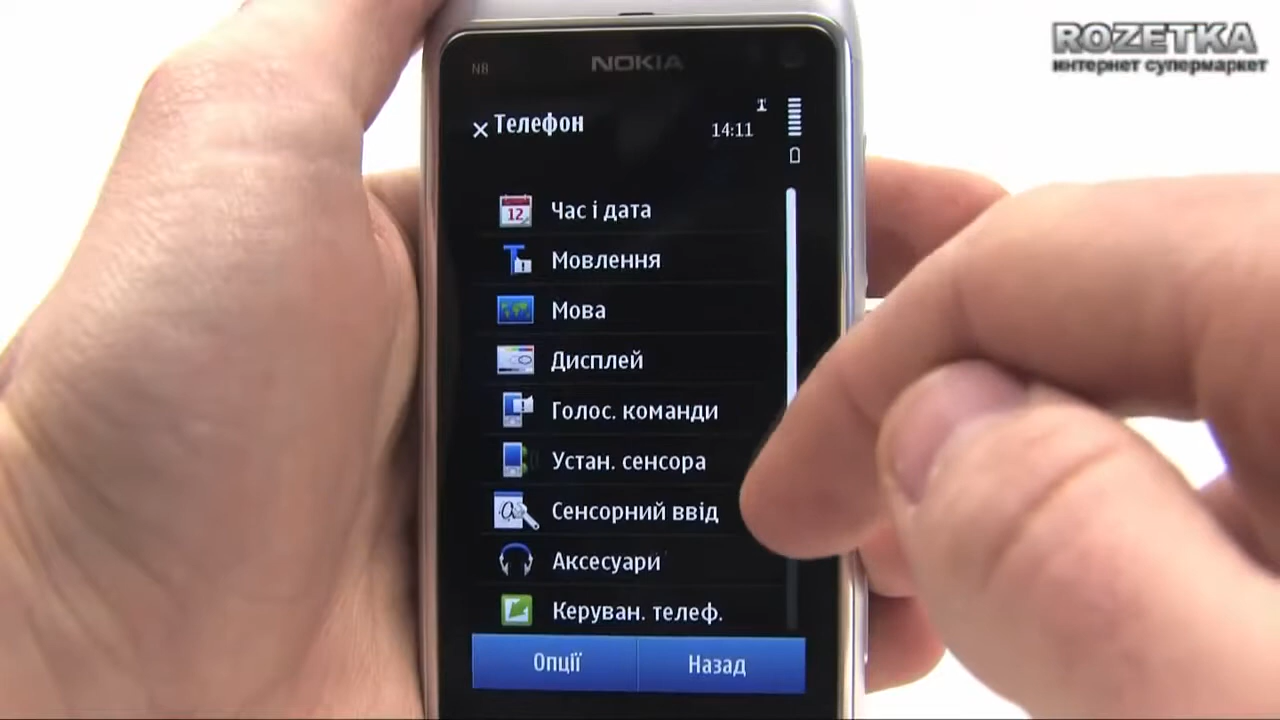 ROZETKA
интернет супермаркет
N8
NOKIA
Телефон
14:11
12
Час і дата
Мовлення
Мова
Дисплей
Голос. команди
Устан. сенсора
Сенсорний ввід
Аксесуари
Керуван. телеф.
Опції
Назад